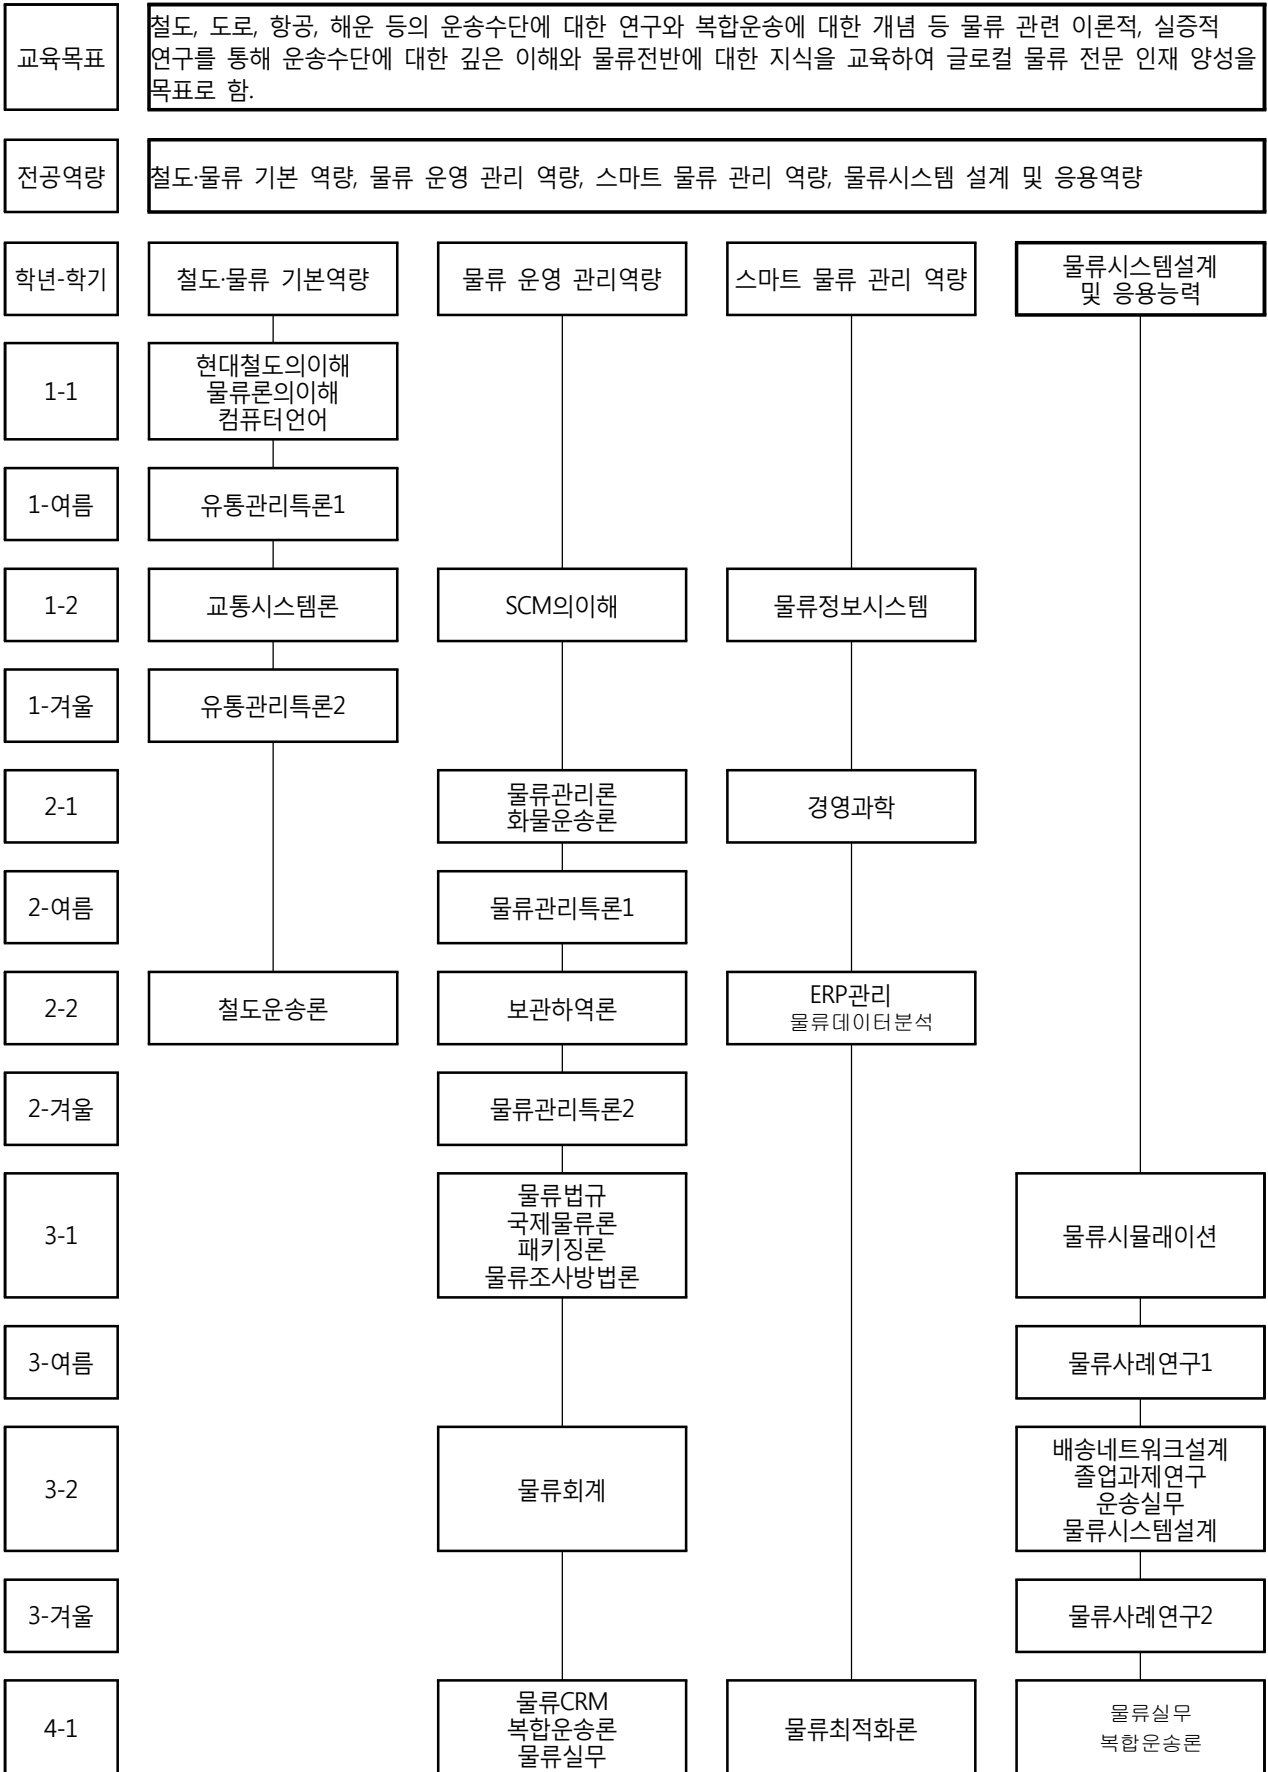 교육목표
철도, 도로, 항공, 해운 등의 운송수단에 대한 연구와 복합운송에 대한 개념 등 물류 관련 이론적, 실증적
연구를 통해 운송수단에 대한 깊은 이해와 물류전반에 대한 지식을 교육하여 글로컬 물류 전문 인재 양성을
목표로 함.
전공역량
철도·물류 기본 역량, 물류 운영 관리 역량, 스마트 물류 관리 역량, 물류시스템 설계 및 응용역량
학년-학기
철도·물류 기본역량
물류 운영 관리역량
스마트 물류 관리 역량
물류시스템설계
및 응용능력
1-1
현대철도의이해
물류론의이해
컴퓨터언어
1-여름
유통관리특론1
1-2
교통시스템론
SCM의이해
물류정보시스템
1-겨울
유통관리특론2
2-1
물류관리론
화물운송론
경영과학
2-여름
물류관리특론1
2-2
철도운송론
보관하역론
ERP관리
물류데이터분석
2-겨울
물류관리특론2
3-1
물류법규
국제물류론
패키징론
물류조사방법론
물류시뮬래이션
3-여름
물류사례연구1
3-2
물류회계
배송네트워크설계
졸업과제연구
운송실무
물류시스템설계
3-겨울
물류사례연구2
4-1
물류CRM
복합운송론
물류실무
물류최적화론
물류실무
복합운송론